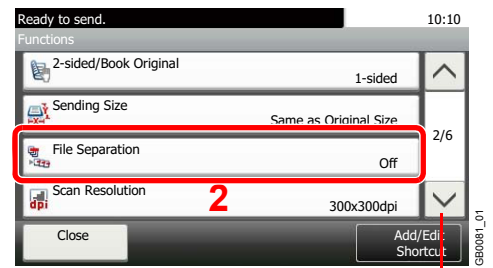 Ready to send. 10:10
Functions
2-sided/Book Original
1-sided
Sending Size
Same as Original Size
2/6
File Separation
Off
Scan Resolution
dpi
300x300dpi
2
Close
Add/Edit
Shortcut
GB0081_01